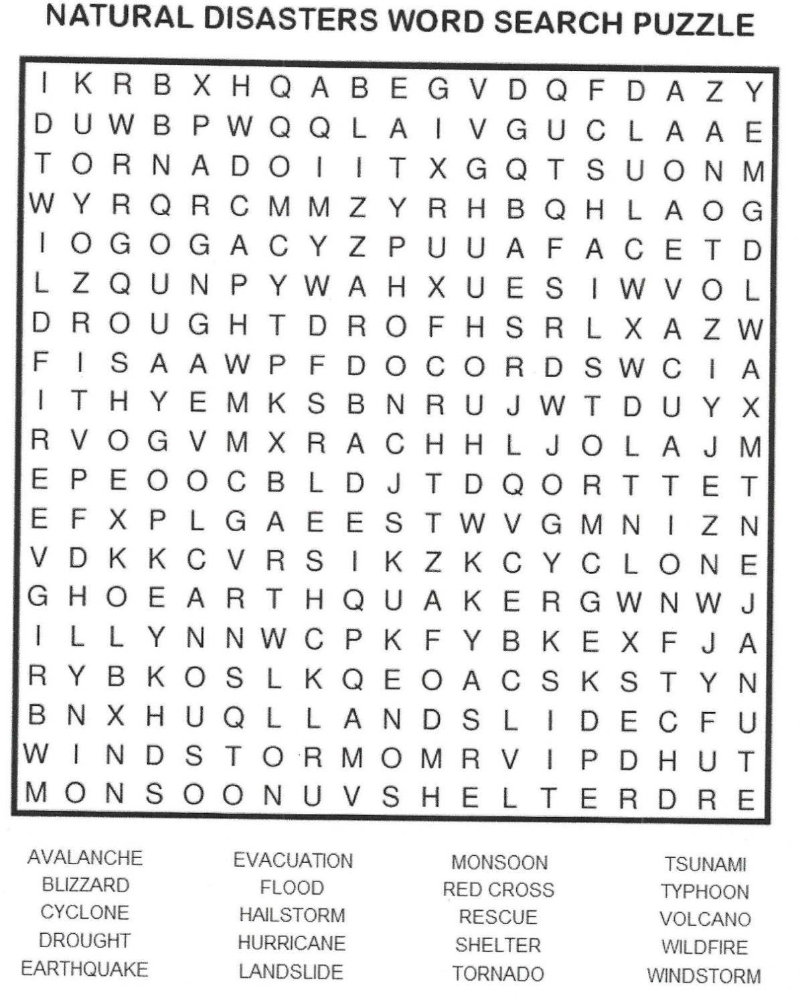 NATURAL DISASTERS WORD SEARCH PUZZLE
I K R B X H Q A B E G V D Q F D A Z Y
D U W B P W Q Q L A I V G U C L A A E
T O R N A D O I I T X G Q T S U O N M
W Y R Q R C M M Z Y R H B Q H L A O G
I O G O G A C Y Z P U U A F A C E T D
L Z Q U N P Y W A H X U E S I W V O L
D R O U G H T D R O F H S R L X A Z W
F I S A A W P F D O C O R D S W C I A
I T H Y E M K S B N R U J W T D U Y X
R V O G V M X R A C H H L J O L A J M
E P E O O C B L D J T D Q O R T T E T
E F X P L G A E E S T W V G M N I Z N
V D K K C V R S I K Z K C Y C L O N E
G H O E A R T H Q U A K E R G W N W J
I L L Y N N W C P K F Y B K E X F J A
R Y B K O S L K Q E O A C S K S T Y N
B N X H U Q L L A N D S L I D E C F U
W I N D S T O R M O M R V I P D H U T
M O N S O O N U V S H E L T E R D R E
AVALANCHE EVACUATION MONSOON TSUNAMI
BLIZZARD FLOOD RED CROSS TYPHOON
CYCLONE HAILSTORM RESCUE VOLCANO
DROUGHT HURRICANE SHELTER WILDFIRE
EARTHQUAKE LANDSLIDE TORNADO WINDSTORM